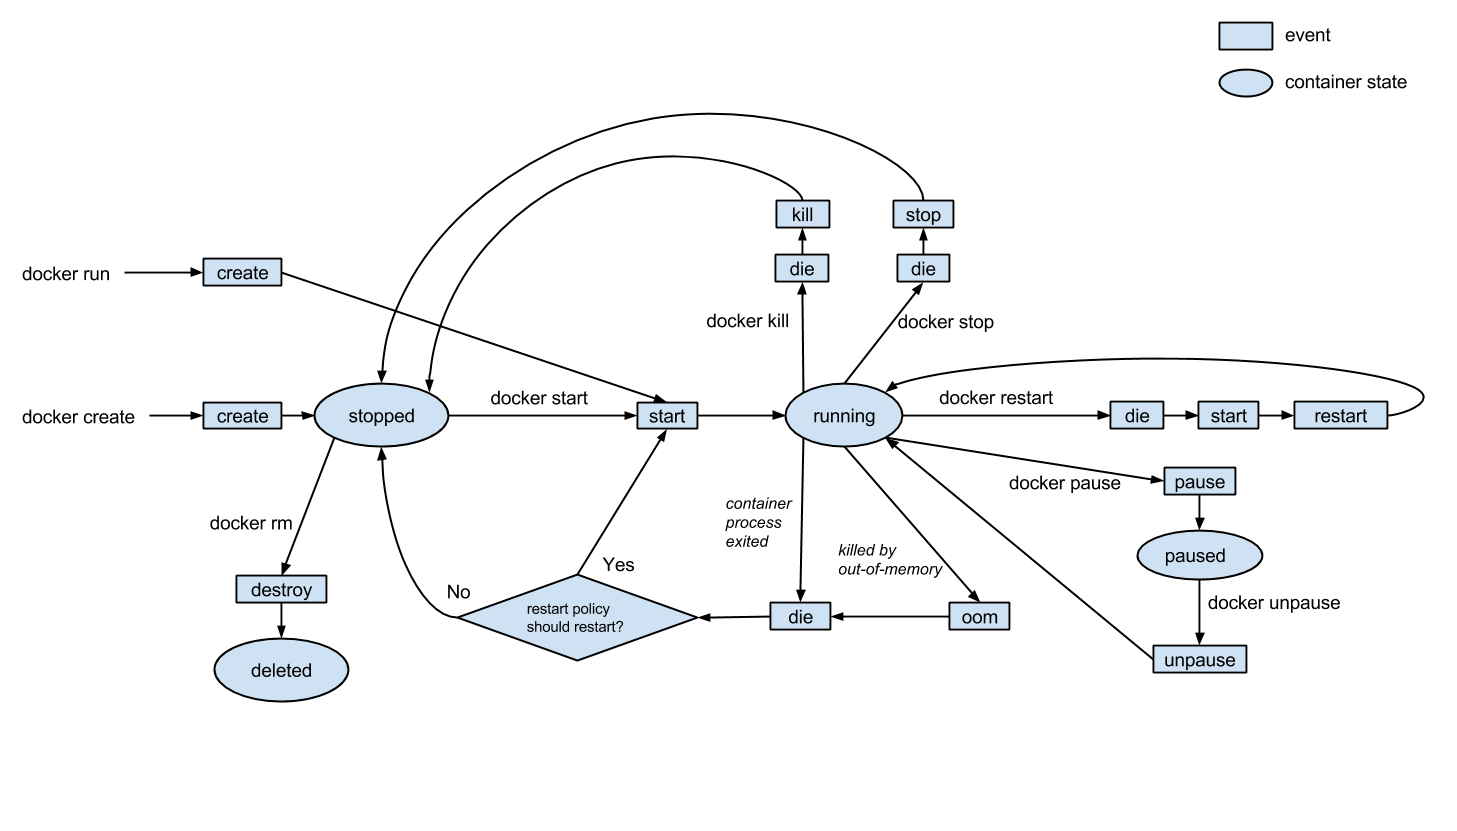 event
container state
kill
stop
docker run
create
die
die
docker kill
docker stop
docker create
create
stopped
docker start
start
running
docker restart
die
start
restart
docker pause
pause
container
process
exited
docker rm
killed by
out-of-memory
paused
destroy
No
Yes
restart policy
should restart?
die
oom
docker unpause
deleted
unpause